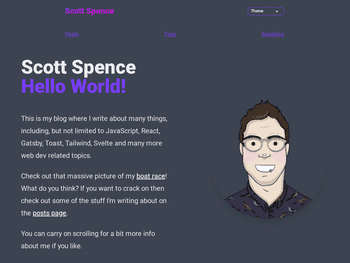 Scott Spence
Theme
Posts
Tags
Speaking
Scott Spence
Hello World!
This is my blog where I write about many things,
including, but not limited to JavaScript, React,
Gatsby, Toast, Tailwind, Svelte and many more
web dev related topics.
Check out that massive picture of my boat race!
What do you think? If you want to crack on then
check out some of the stuff I'm writing about on
the posts page.
You can carry on scrolling for a bit more info
about me if you like.